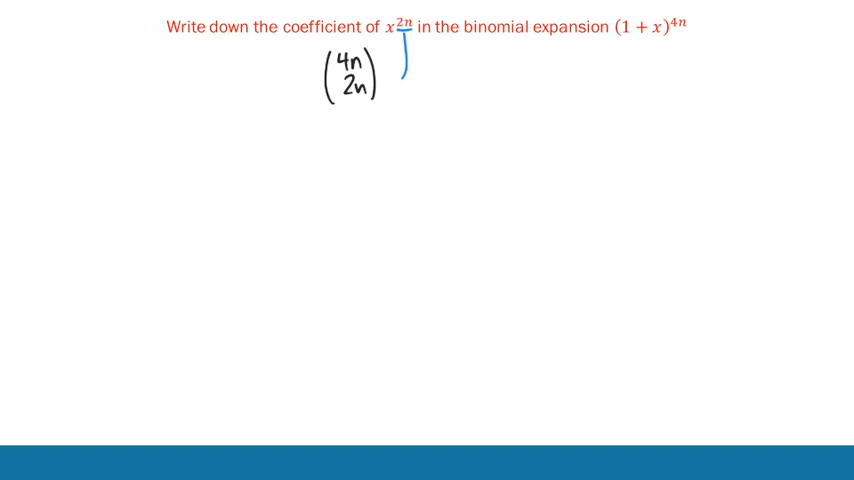 Write down the coefficient of x^{2n} in the binomial expansion (1 + x)^{4n}
(4n
2n)